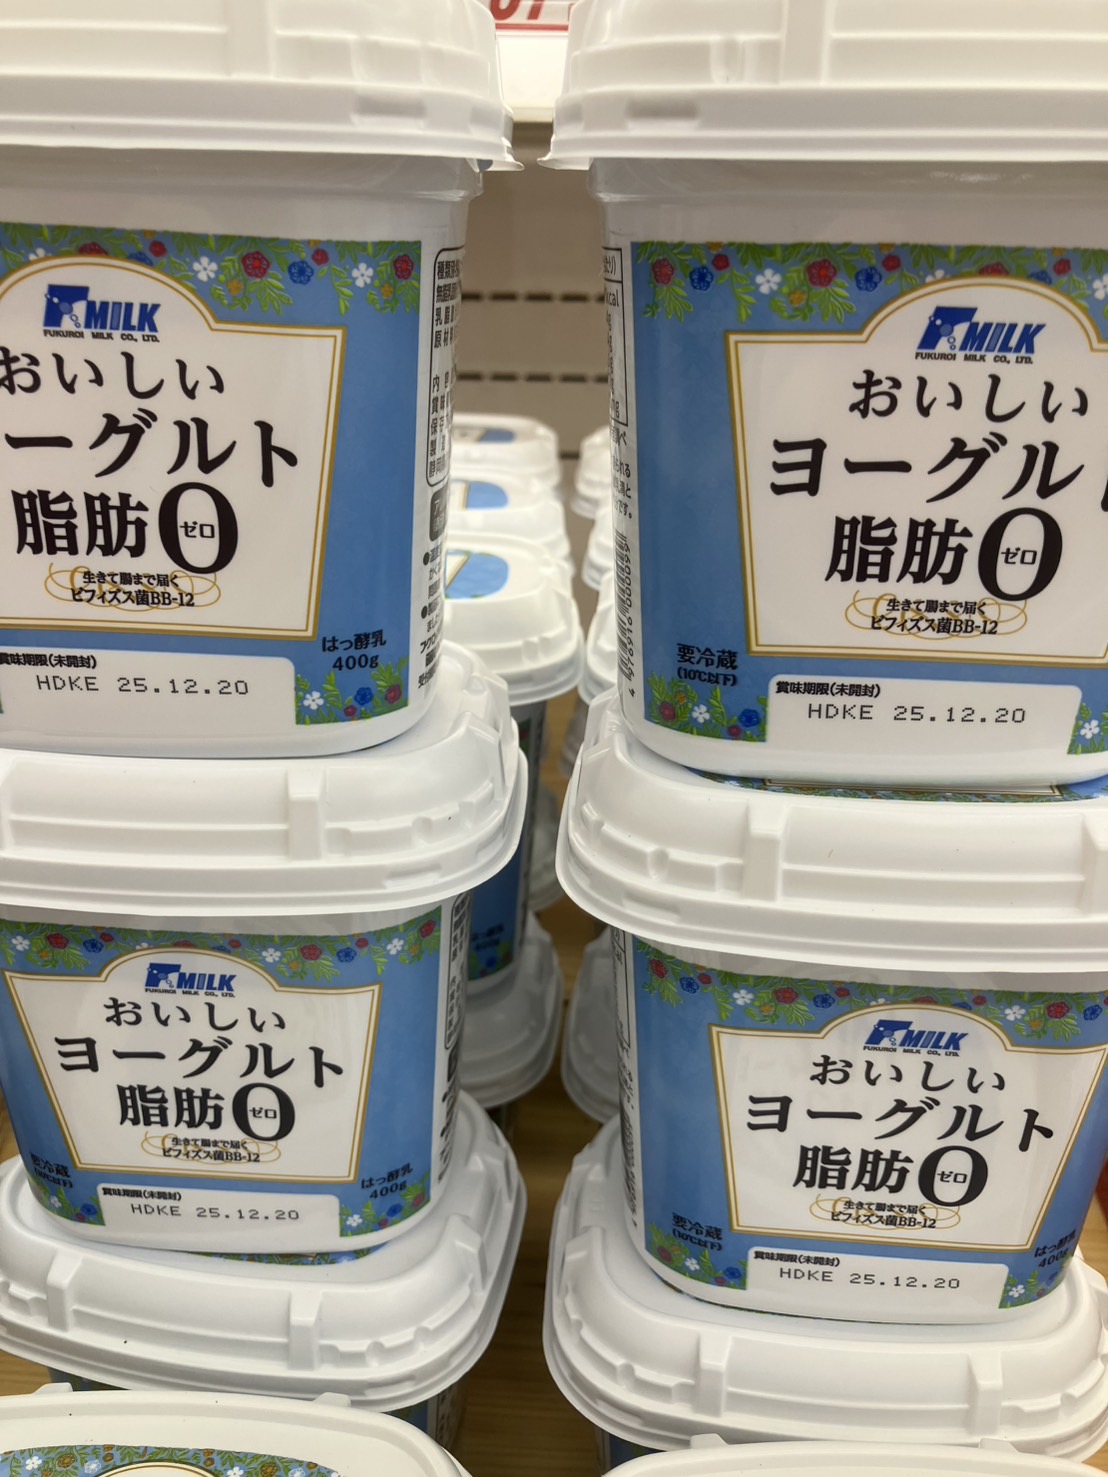 MILK
FUKUROI MILK CO., LTD.
おいしい
ヨーグルト
脂肪0
ゼロ
生きて腸まで届く
ビフィズス菌BB-12
はっ酵乳
400g
賞味期限(未開封)
HDKE 25.12.20
MILK
FUKUROI MILK CO., LTD.
おいしい
ヨーグル
脂肪0
ゼロ
生きて腸まで届く
ビフィズス菌BB-12
要冷蔵
(10℃以下)
賞味期限(未開封)
HDKE 25.12.20
MILK
FUKUROI MILK CO., LTD.
おいしい
ヨーグルト
脂肪0
ゼロ
生きて腸まで届く
ビフィズス菌BB-12
要冷蔵
(10℃以下)
はっ酵乳
400g
賞味期限(未開封)
HDKE 25.12.20
MILK
FUKUROI MILK CO., LTD.
おいしい
ヨーグルト
脂肪0
ゼロ
生きて腸まで届く
ビフィズス菌BB-12
要冷蔵
(10℃以下)
はっ酵乳
400g
賞味期限(未開封)
HDKE 25.12.20